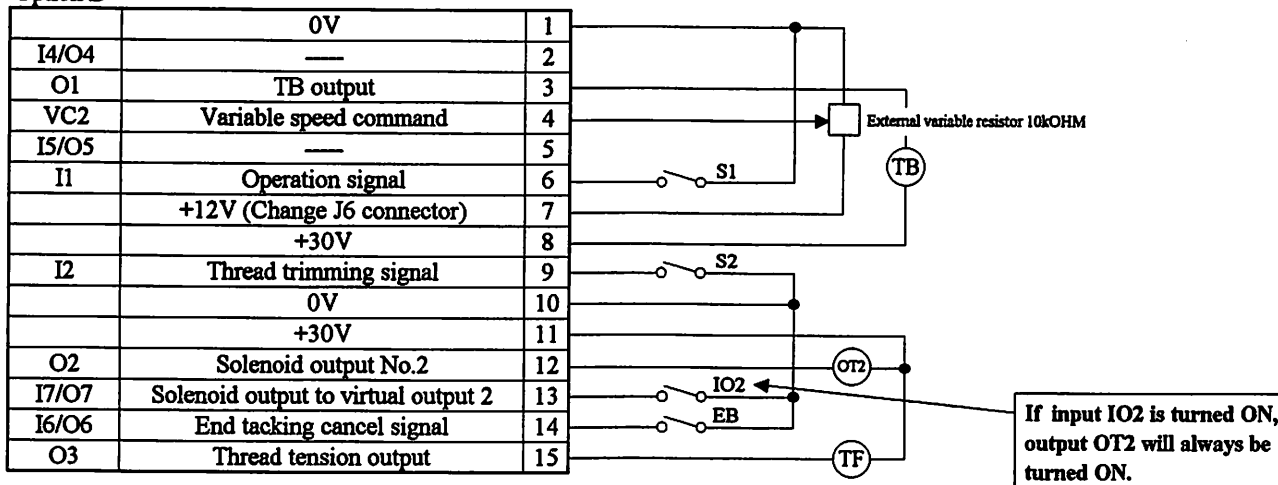 0V 1
I4/O4 ---- 2
O1 TB output 3
VC2 Variable speed command 4
I5/O5 ---- 5
I1 Operation signal 6
+12V (Change J6 connector) 7
+30V 8
I2 Thread trimming signal 9
0V 10
+30V 11
O2 Solenoid output No.2 12
I7/O7 Solenoid output to virtual output 2 13
I6/O6 End tacking cancel signal 14
O3 Thread tension output 15
External variable resistor 10kOHM
TB
S1
S2
OT2
IO2
EB
TF
If input IO2 is turned ON,
output OT2 will always be
turned ON.